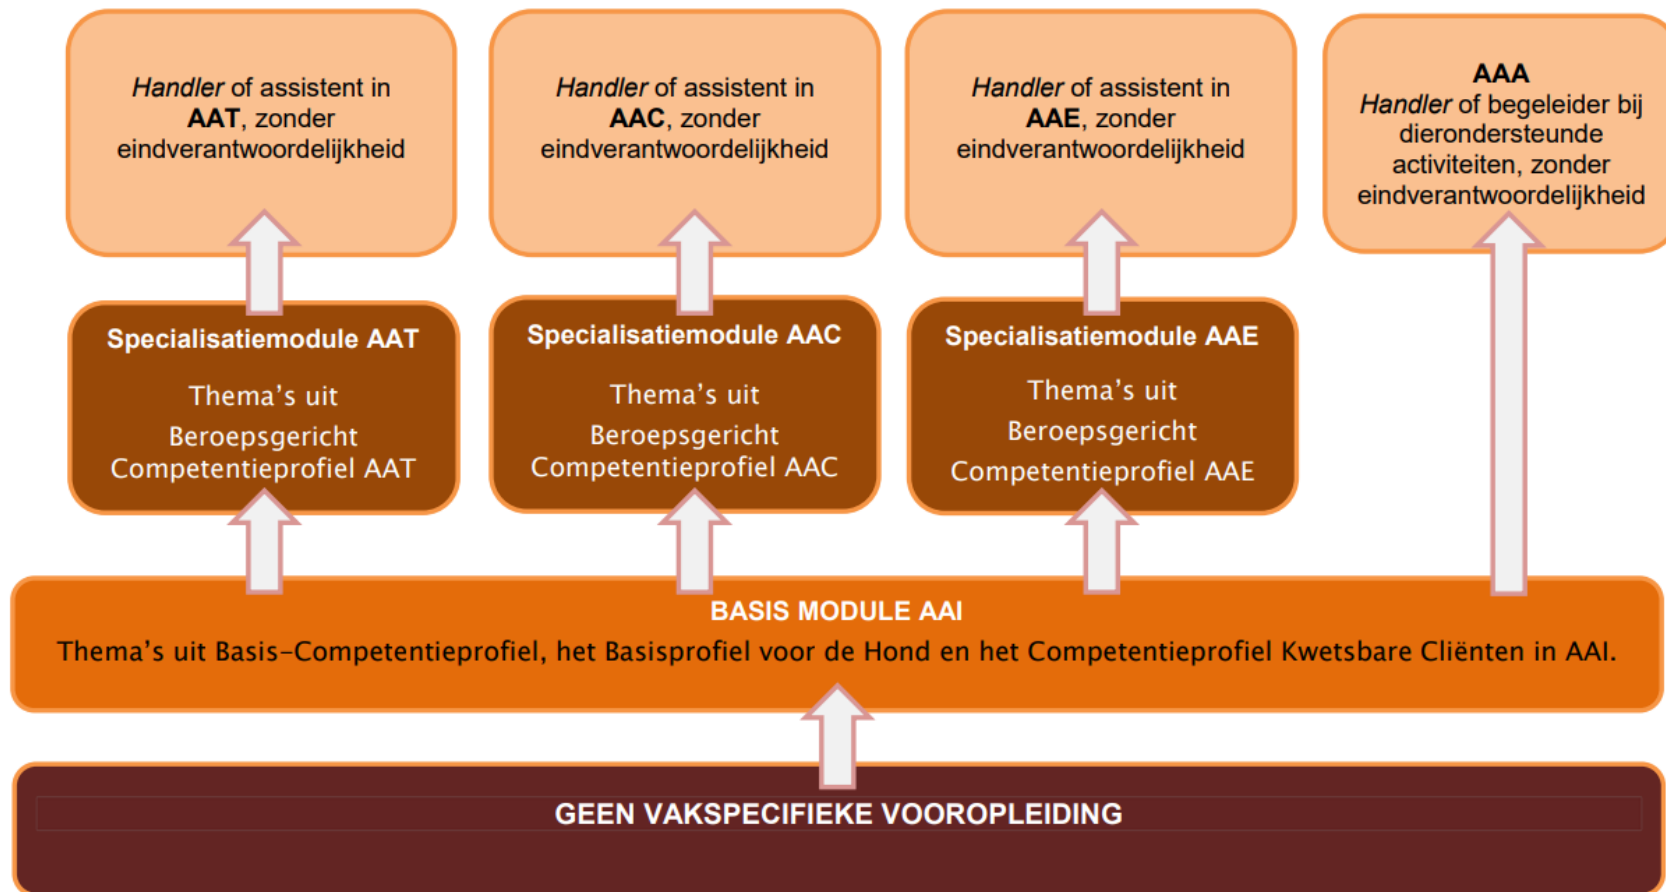 Handler of assistent in
AAT, zonder
eindverantwoordelijkheid
Handler of assistent in
AAC, zonder
eindverantwoordelijkheid
Handler of assistent in
AAE, zonder
eindverantwoordelijkheid
AAA
Handler of begeleider bij
dierondersteunde
activiteiten, zonder
eindverantwoordelijkheid
Specialisatiemodule AAT
Thema's uit
Beroepsgericht
Competentieprofiel AAT
Specialisatiemodule AAC
Thema's uit
Beroepsgericht
Competentieprofiel AAC
Specialisatiemodule AAE
Thema's uit
Beroepsgericht
Competentieprofiel AAE
BASIS MODULE AAI
Thema's uit Basis-Competentieprofiel, het Basisprofiel voor de Hond en het Competentieprofiel Kwetsbare Cliënten in AAI.
GEEN VAKSPECIFIEKE VOOROPLEIDING